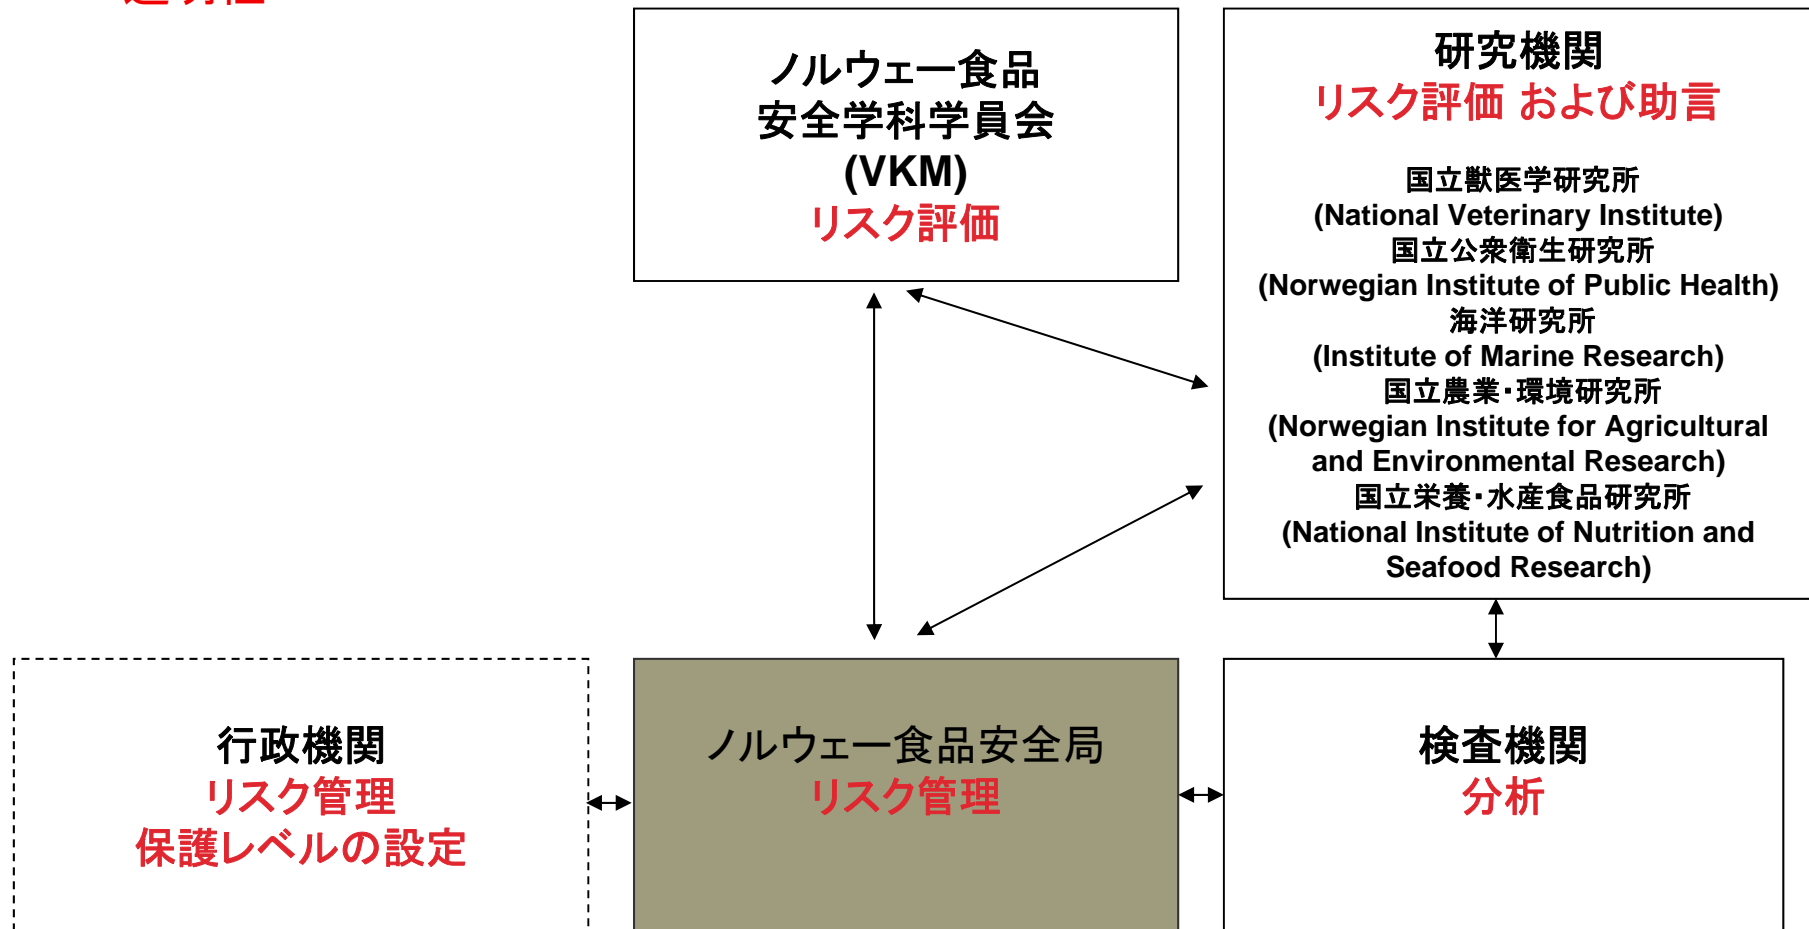 ノルウェー食品
安全学科学員会
(VKM)
リスク評価
研究機関
リスク評価 および助言
国立獣医学研究所
(National Veterinary Institute)
国立公衆衛生研究所
(Norwegian Institute of Public Health)
海洋研究所
(Institute of Marine Research)
国立農業・環境研究所
(Norwegian Institute for Agricultural
and Environmental Research)
国立栄養・水産食品研究所
(National Institute of Nutrition and
Seafood Research)
行政機関
リスク管理
保護レベルの設定
ノルウェー食品安全局
リスク管理
検査機関
分析